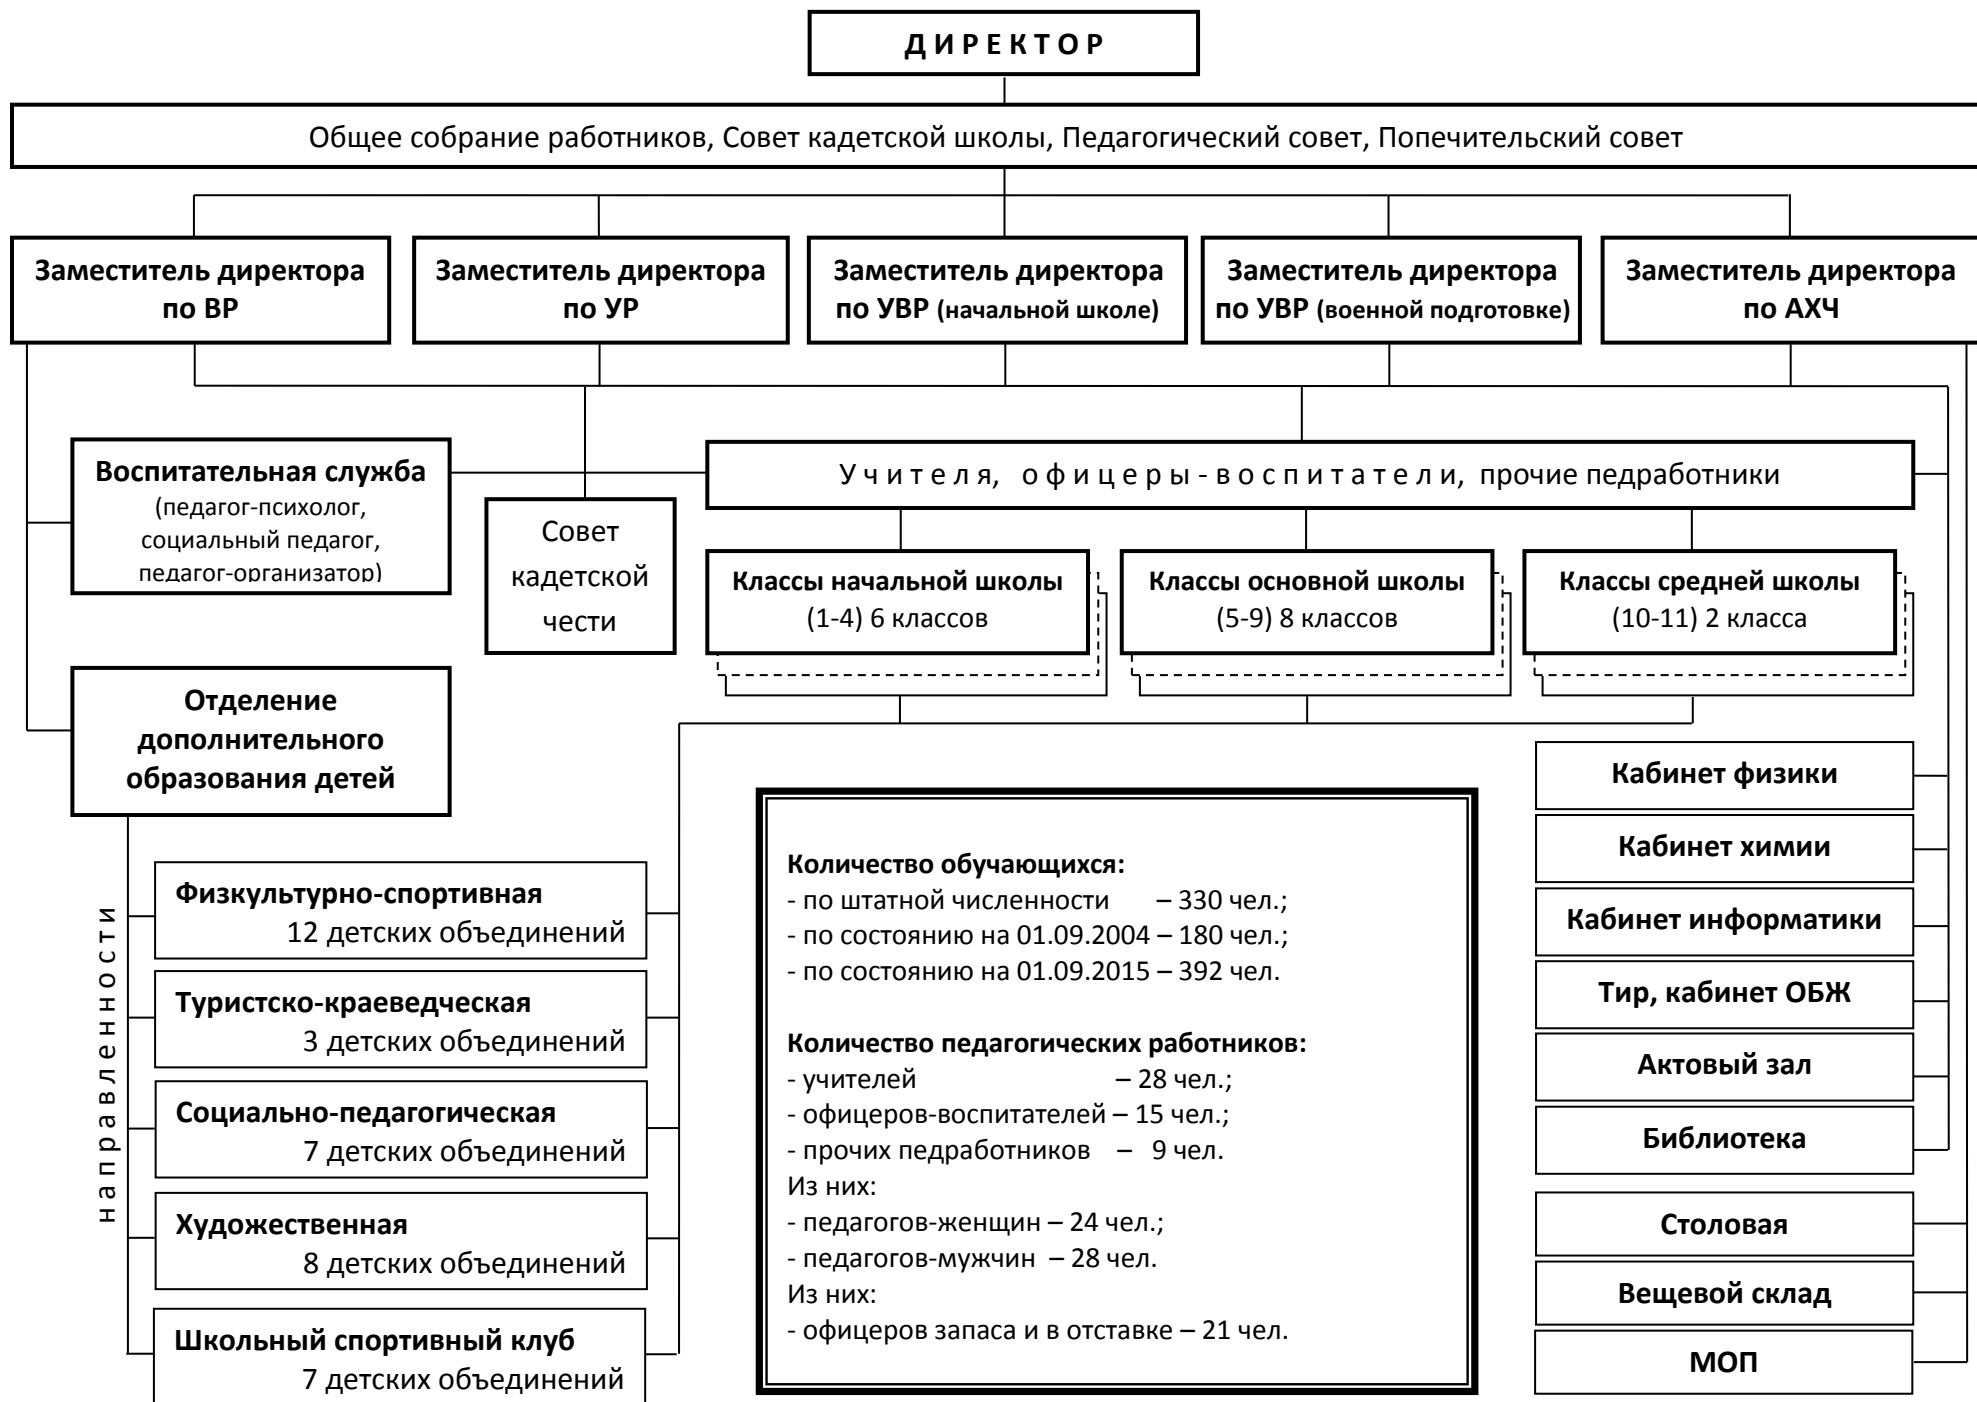 ДИРЕКТОР
Общее собрание работников, Совет кадетской школы, Педагогический совет, Попечительский совет
Заместитель директора
по ВР
Заместитель директора
по УР
Заместитель директора
по УВР (начальной школе)
Заместитель директора
по УВР (военной подготовке)
Заместитель директора
по АХЧ
Воспитательная служба
(педагог-психолог,
социальный педагог,
педагог-организатор)
Учителя, офицеры-воспитатели, прочие педработники
Совет
кадетской
чести
Классы начальной школы
(1-4) 6 классов
Классы основной школы
(5-9) 8 классов
Классы средней школы
(10-11) 2 класса
Отделение
дополнительного
образования детей
направленности
Физкультурно-спортивная
12 детских объединений
Туристско-краеведческая
3 детских объединений
Социально-педагогическая
7 детских объединений
Художественная
8 детских объединений
Школьный спортивный клуб
7 детских объединений
Количество обучающихся:
- по штатной численности – 330 чел.;
- по состоянию на 01.09.2004 – 180 чел.;
- по состоянию на 01.09.2015 – 392 чел.
Количество педагогических работников:
- учителей – 28 чел.;
- офицеров-воспитателей – 15 чел.;
- прочих педработников – 9 чел.
Из них:
- педагогов-женщин – 24 чел.;
- педагогов-мужчин – 28 чел.
Из них:
- офицеров запаса и в отставке – 21 чел.
Кабинет физики
Кабинет химии
Кабинет информатики
Тир, кабинет ОБЖ
Актовый зал
Библиотека
Столовая
Вещевой склад
МОП